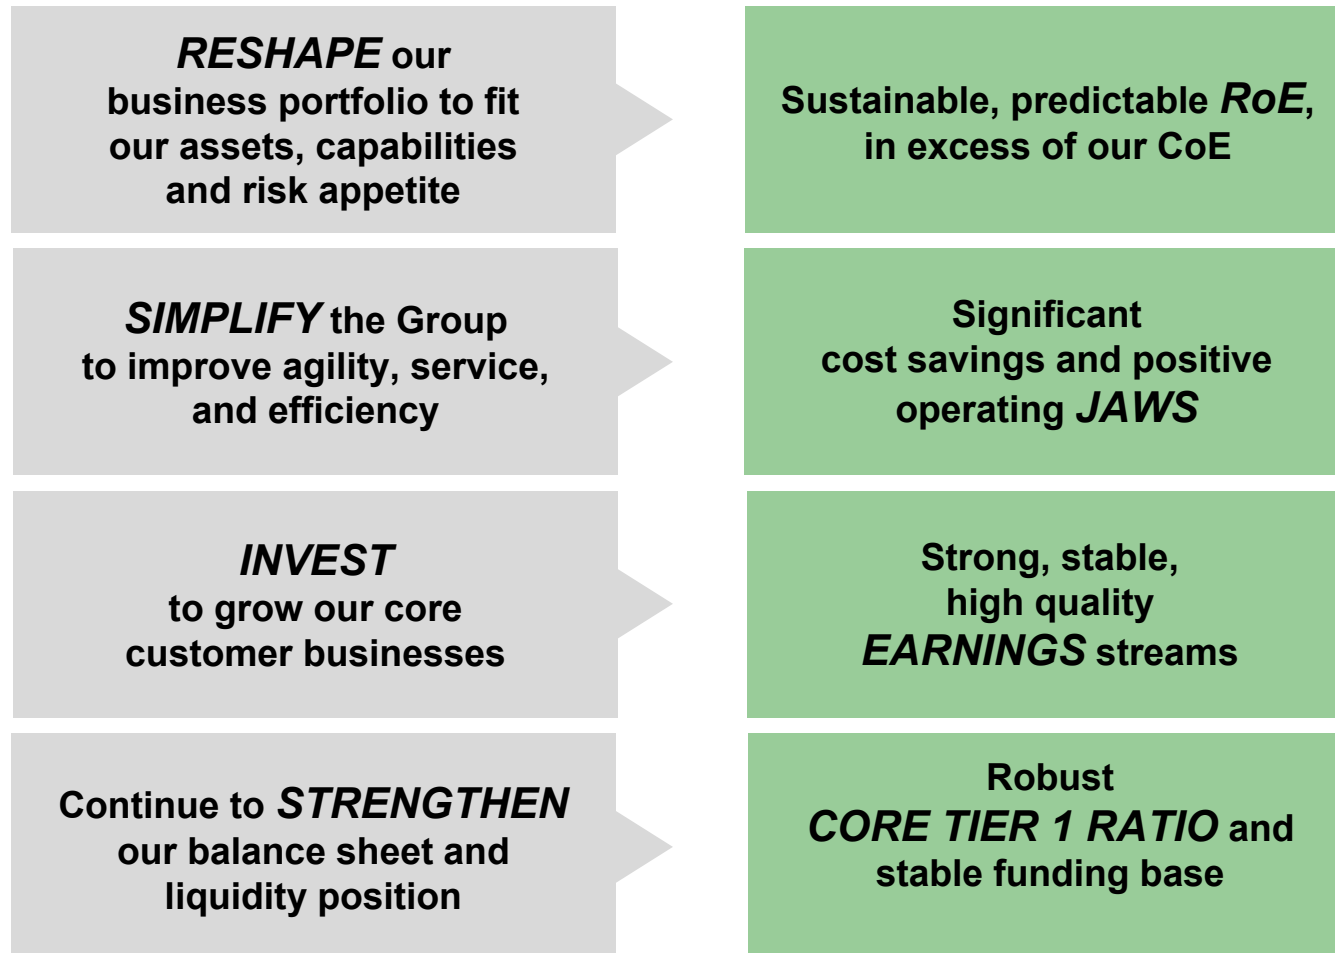 RESHAPE our
business portfolio to fit
our assets, capabilities
and risk appetite
Sustainable, predictable RoE,
in excess of our CoE
SIMPLIFY the Group
to improve agility, service,
and efficiency
Significant
cost savings and positive
operating JAWS
INVEST
to grow our core
customer businesses
Strong, stable,
high quality
EARNINGS streams
Continue to STRENGTHEN
our balance sheet and
liquidity position
Robust
CORE TIER 1 RATIO and
stable funding base